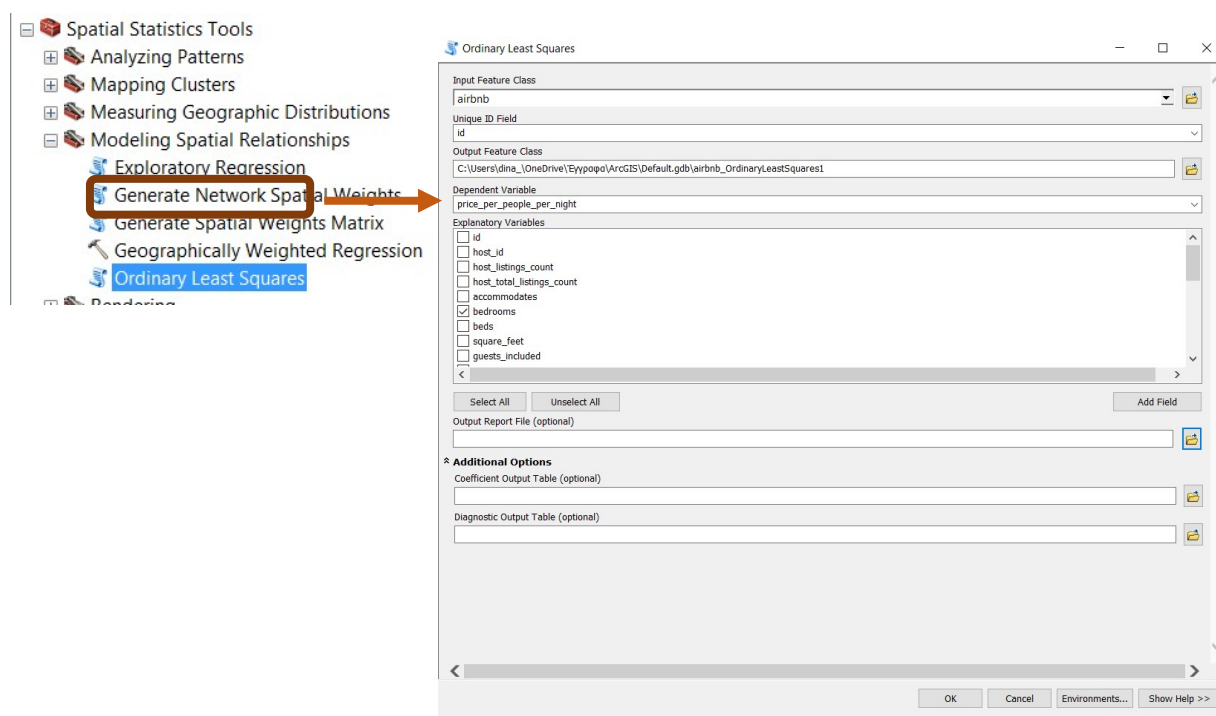 Spatial Statistics Tools
Analyzing Patterns
Mapping Clusters
Measuring Geographic Distributions
Modeling Spatial Relationships
Exploratory Regression
Generate Network Spatial Weights
Generate Spatial Weights Matrix
Geographically Weighted Regression
Ordinary Least Squares
Rendering
Ordinary Least Squares
Input Feature Class
airbnb
Unique ID Field
id
Output Feature Class
C:\Users\dina_\OneDrive\Έγγραφα\ArcGIS\Default.gdb\airbnb_OrdinaryLeastSquares1
Dependent Variable
price_per_people_per_night
Explanatory Variables
id
host_id
host_listings_count
host_total_listings_count
accommodates
bedrooms
beds
square_feet
guests_included
Select All Unselect All Add Field
Output Report File (optional)
Additional Options
Coefficient Output Table (optional)
Diagnostic Output Table (optional)
OK Cancel Environments... Show Help >>